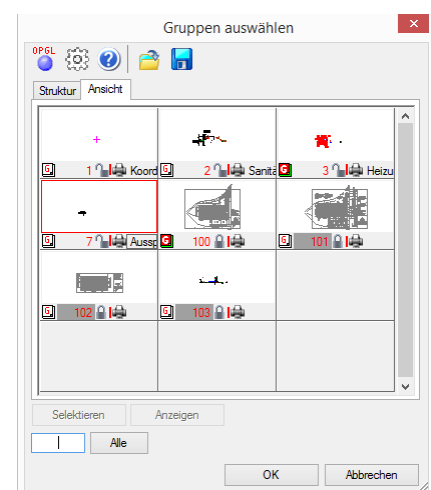 Gruppen auswählen
OPGL
Struktur Ansicht
G 1 Koord G 2 Sanitä G 3 Heizu
G 7 Aussp G 100 G 101
G 102 G 103
Selektieren Anzeigen
Alle
OK Abbrechen